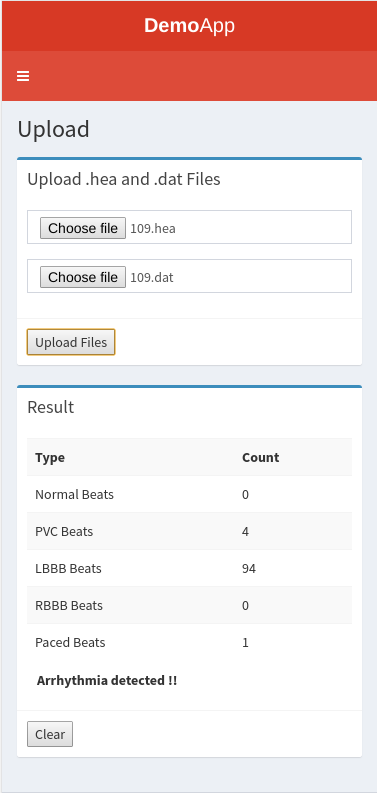 DemoApp
Upload
Upload .hea and .dat Files
Choose file 109.hea
Choose file 109.dat
Upload Files
Result
Type Count
Normal Beats 0
PVC Beats 4
LBBB Beats 94
RBBB Beats 0
Paced Beats 1
Arrhythmia detected !!
Clear